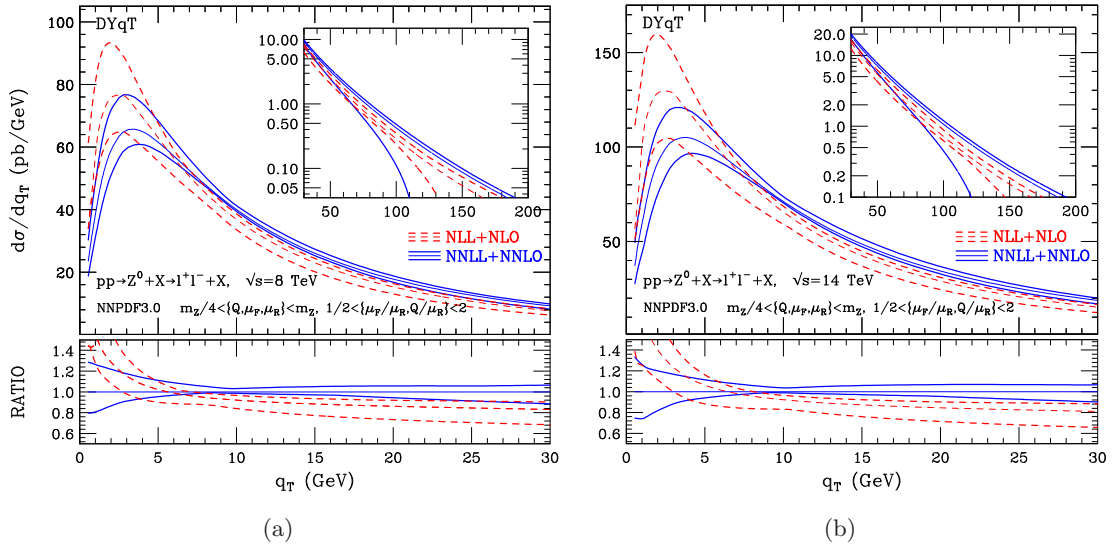 DYqT
dσ/dq_T (pb/GeV)
100
80
60
40
20
10.00
5.00
1.00
0.50
0.10
0.05
50 100 150 200
NLL+NLO
NNLL+NNLO
pp→Z⁰+X→l⁺l⁻+X, √s=8 TeV
NNPDF3.0 m_Z/4<{Q,μ_F,μ_R}<m_Z, 1/2<{μ_F/μ_R,Q/μ_R}<2
RATIO
1.4
1.2
1.0
0.8
0.6
0 5 10 15 20 25 30
q_T (GeV)
(a)
DYqT
150
100
50
20.0
10.0
5.0
2.0
1.0
0.5
0.2
0.1
50 100 150 200
NLL+NLO
NNLL+NNLO
pp→Z⁰+X→l⁺l⁻+X, √s=14 TeV
NNPDF3.0 m_Z/4<{Q,μ_F,μ_R}<m_Z, 1/2<{μ_F/μ_R,Q/μ_R}<2
1.4
1.2
1.0
0.8
0.6
0 5 10 15 20 25 30
q_T (GeV)
(b)